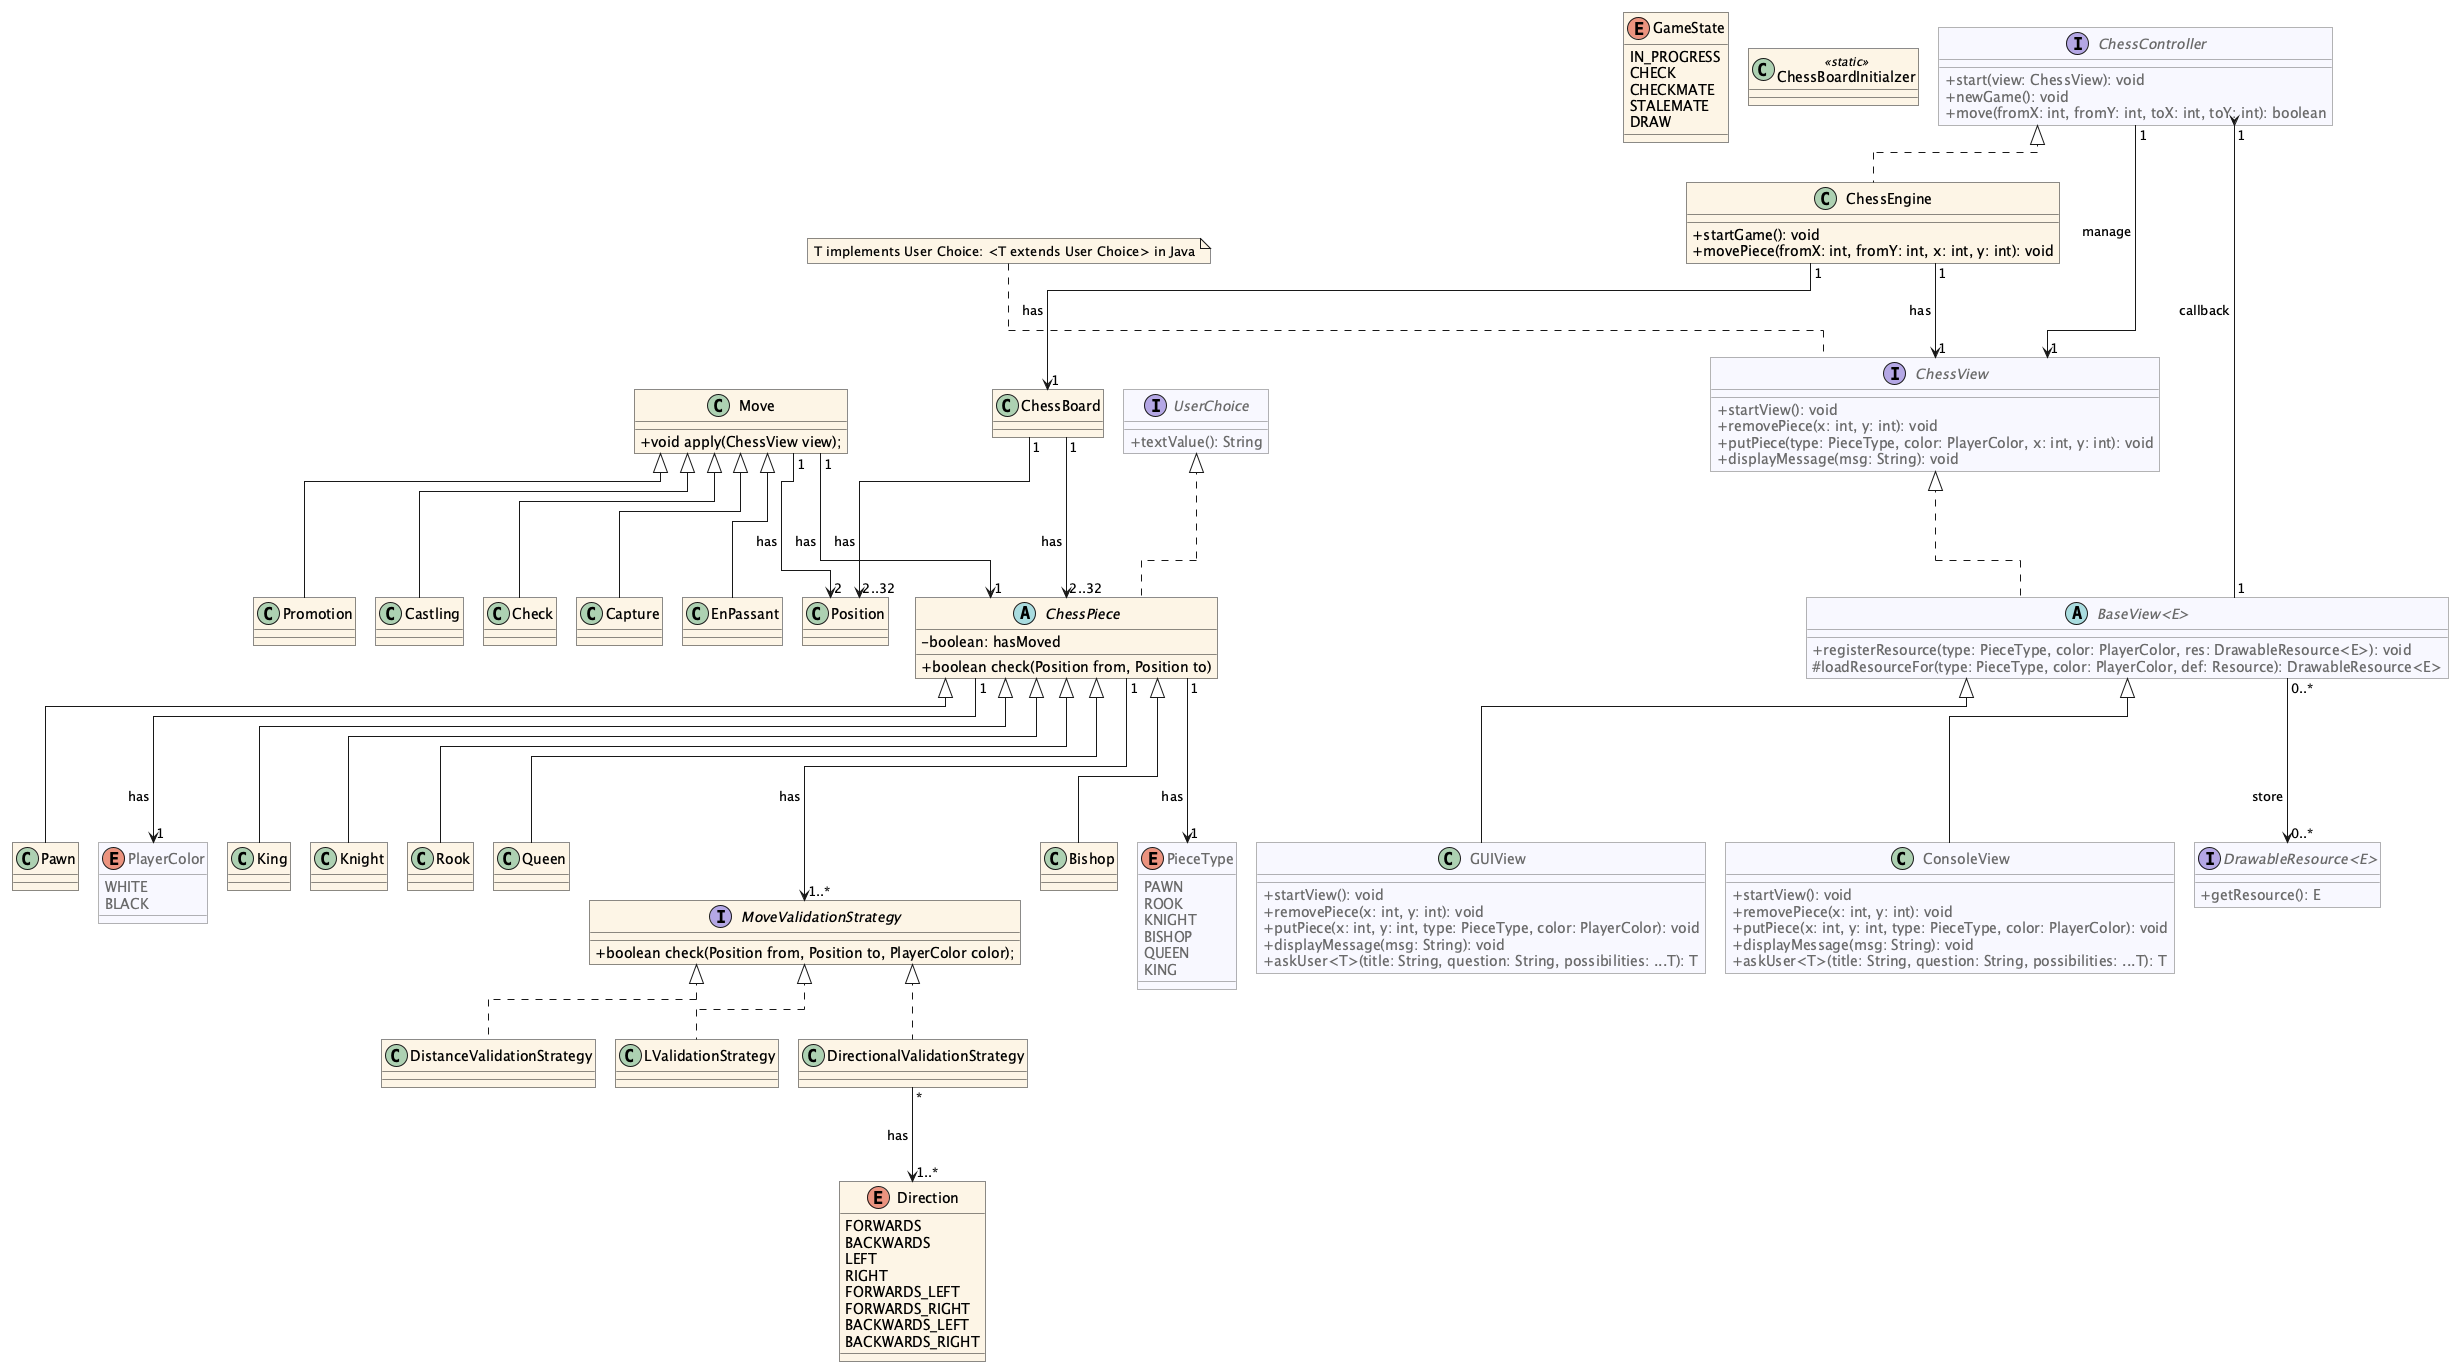 E GameState
IN_PROGRESS
CHECK
CHECKMATE
STALEMATE
DRAW
«static»
C ChessBoardInitialzer
I ChessController
+start(view: ChessView): void
+newGame(): void
+move(fromX: int, fromY: int, toX: int, toY: int): boolean
1
1
1
C ChessEngine
+startGame(): void
+movePiece(fromX: int, fromY: int, x: int, y: int): void
manage
T implements User Choice: <T extends User Choice> in Java
1
1
has
has
callback
1
1
1
I ChessView
+startView(): void
+removePiece(x: int, y: int): void
+putPiece(type: PieceType, color: PlayerColor, x: int, y: int): void
+displayMessage(msg: String): void
C Move
+void apply(ChessView view);
C ChessBoard
I UserChoice
+textValue(): String
1
1
1
1
has
has
has
has
2
2..32
1
2..32
1
C Promotion
C Castling
C Check
C Capture
C EnPassant
C Position
A ChessPiece
-boolean: hasMoved
+boolean check(Position from, Position to)
A BaseView<E>
+registerResource(type: PieceType, color: PlayerColor, res: DrawableResource<E>): void
#loadResourceFor(type: PieceType, color: PlayerColor, def: Resource): DrawableResource<E>
1
1
1
0..*
has
has
has
store
1
1
0..*
C Pawn
E PlayerColor
WHITE
BLACK
C King
C Knight
C Rook
C Queen
C Bishop
E PieceType
PAWN
ROOK
KNIGHT
BISHOP
QUEEN
KING
C GUIView
+startView(): void
+removePiece(x: int, y: int): void
+putPiece(x: int, y: int, type: PieceType, color: PlayerColor): void
+displayMessage(msg: String): void
+askUser<T>(title: String, question: String, possibilities: ...T): T
C ConsoleView
+startView(): void
+removePiece(x: int, y: int): void
+putPiece(x: int, y: int, type: PieceType, color: PlayerColor): void
+displayMessage(msg: String): void
+askUser<T>(title: String, question: String, possibilities: ...T): T
I DrawableResource<E>
+getResource(): E
1..*
I MoveValidationStrategy
+boolean check(Position from, Position to, PlayerColor color);
C DistanceValidationStrategy
C LValidationStrategy
C DirectionalValidationStrategy
*
has
1..*
E Direction
FORWARDS
BACKWARDS
LEFT
RIGHT
FORWARDS_LEFT
FORWARDS_RIGHT
BACKWARDS_LEFT
BACKWARDS_RIGHT